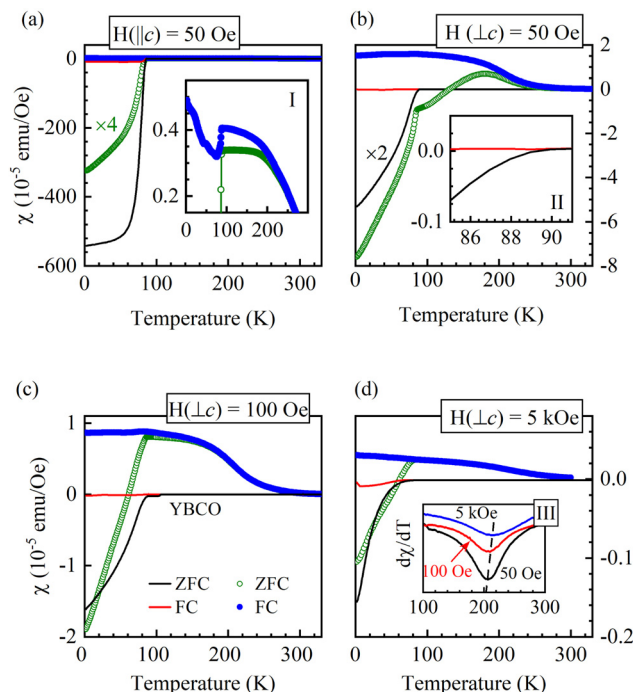 (a)
H(||c) = 50 Oe
0
-200
-400
-600
χ (10⁻⁵ emu/Oe)
×4
I
0.4
0.3
0.2
0 100 200
0 100 200 300
Temperature (K)
(b)
H (⊥c) = 50 Oe
2
0
-2
-4
-6
-8
×2
0.0
-0.1
II
86 88 90
0 100 200 300
Temperature (K)
(c)
H(⊥c) = 100 Oe
1
0
-1
-2
χ (10⁻⁵ emu/Oe)
YBCO
ZFC ZFC
FC FC
0 100 200 300
Temperature (K)
(d)
H(⊥c) = 5 kOe
0.0
-0.1
-0.2
III
5 kOe
100 Oe
50 Oe
dχ/dT
100 200 300
0 100 200 300
Temperature (K)